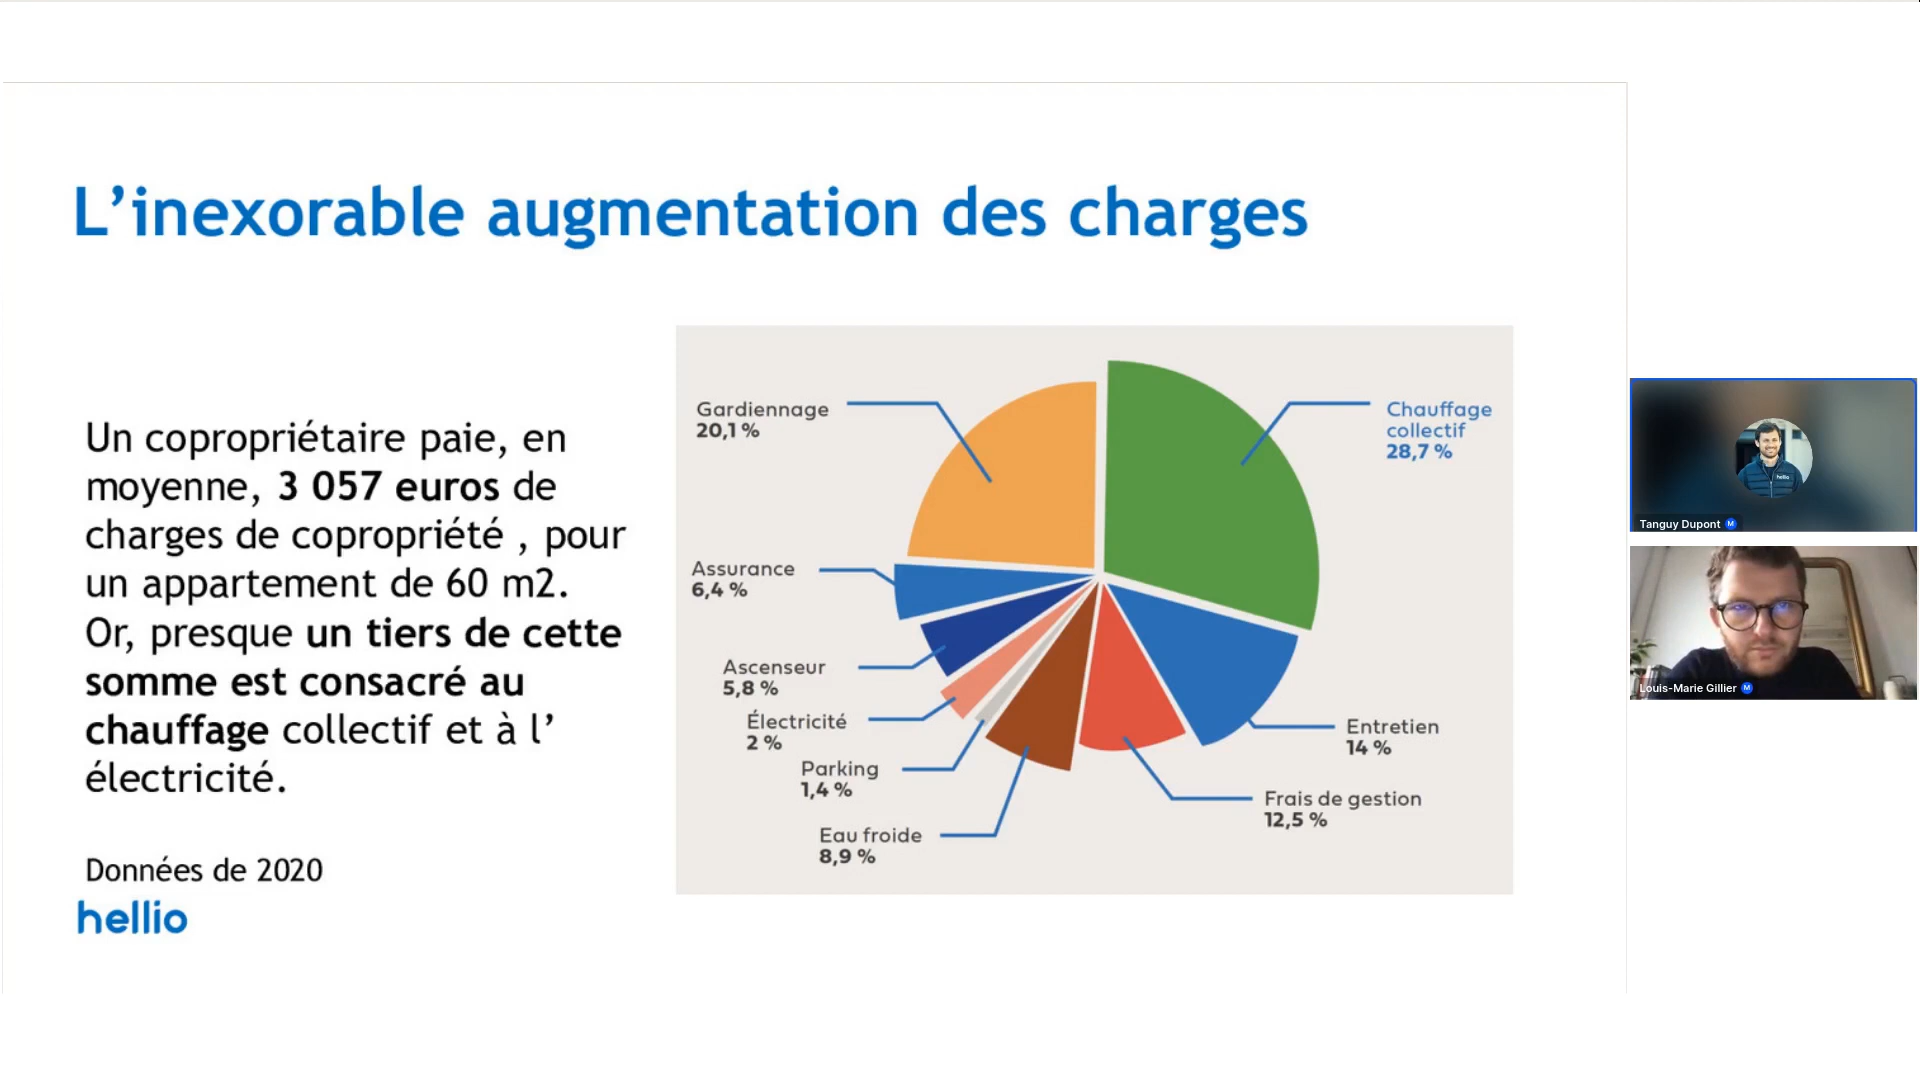 L’inexorable augmentation des charges
Un copropriétaire paie, en
moyenne, 3 057 euros de
charges de copropriété , pour
un appartement de 60 m2.
Or, presque un tiers de cette
somme est consacré au
chauffage collectif et à l’
électricité.
Données de 2020
hellio
Gardiennage
20,1 %
Chauffage
collectif
28,7 %
Assurance
6,4 %
Ascenseur
5,8 %
Électricité
2 %
Parking
1,4 %
Eau froide
8,9 %
Entretien
14 %
Frais de gestion
12,5 %
hellio
Tanguy Dupont M
Louis-Marie Gillier M